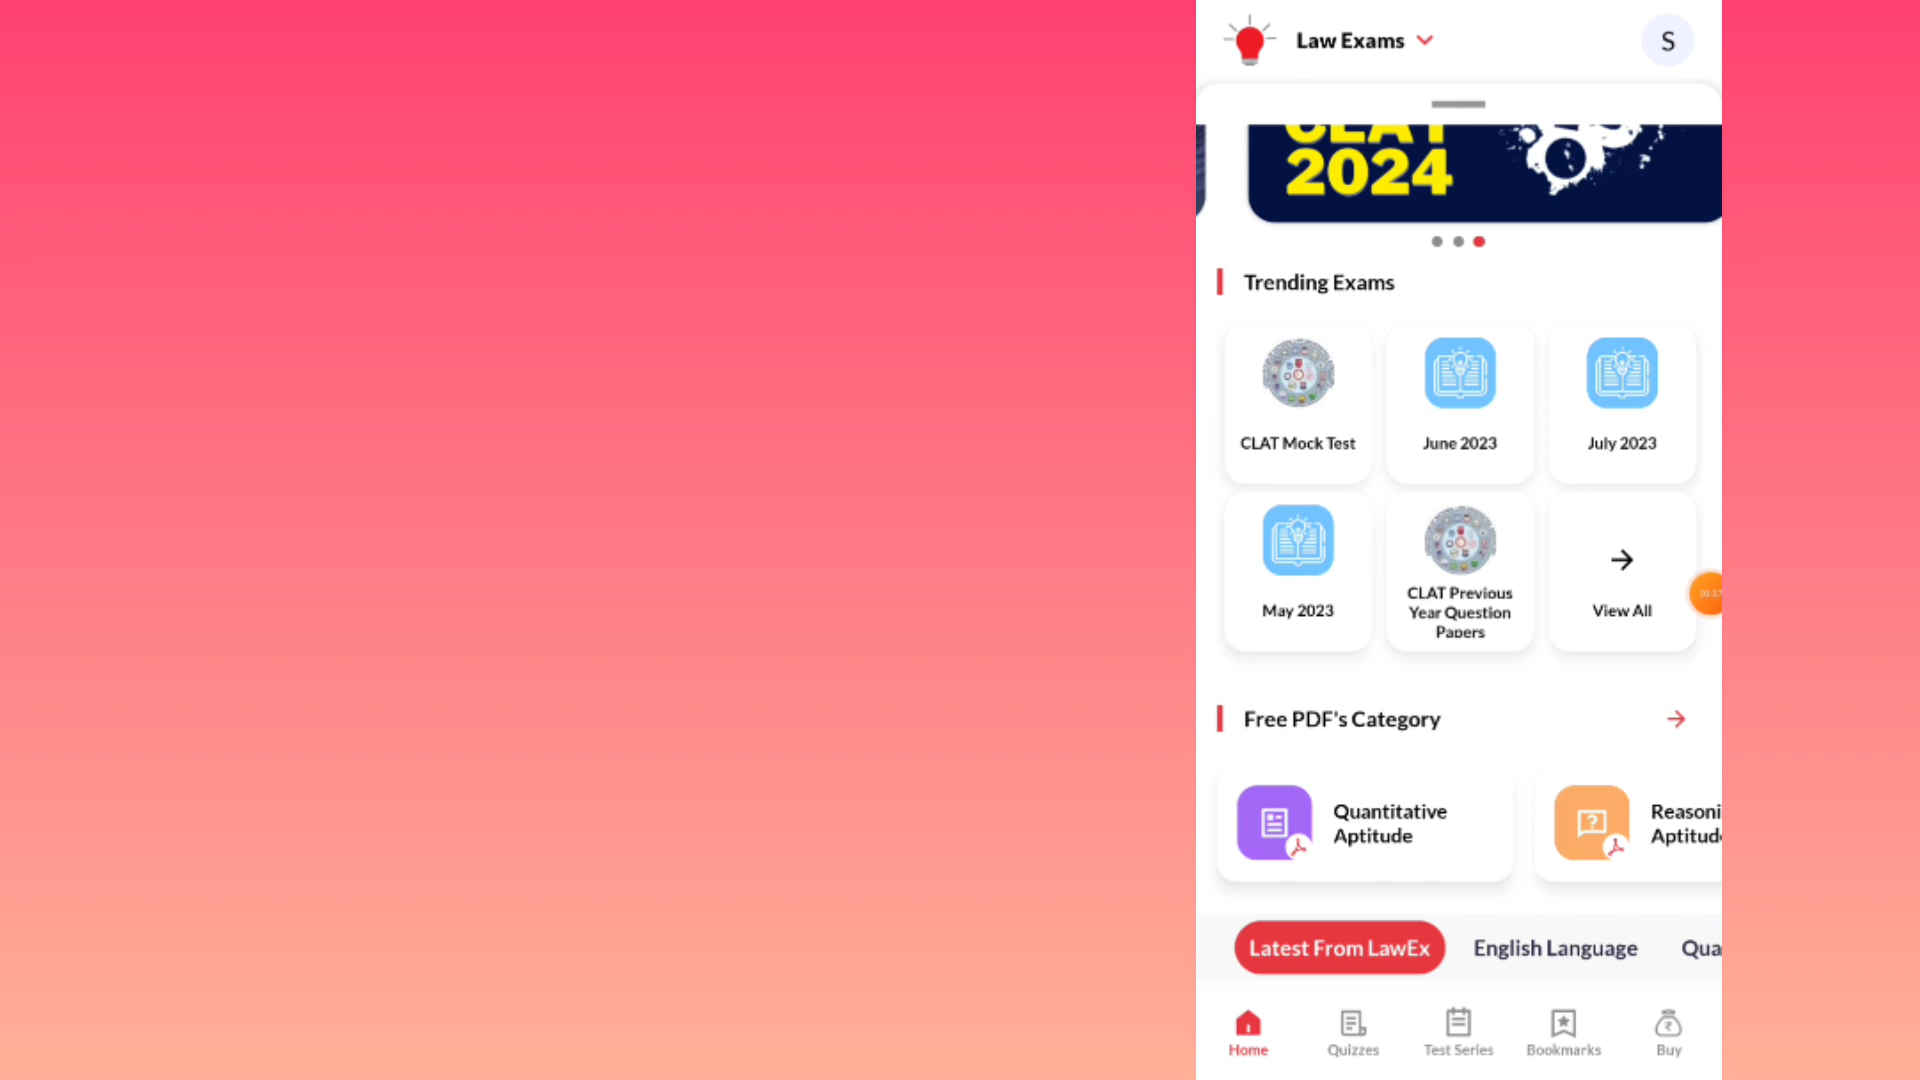 Law Exams
S
CLAT
2024
Trending Exams
CLAT Mock Test
June 2023
July 2023
May 2023
CLAT Previous
Year Question
Papers
View All
Free PDF's Category
Quantitative
Aptitude
Reasoni
Aptitud
Latest From LawEx
English Language
Qua
Home
Quizzes
Test Series
Bookmarks
Buy